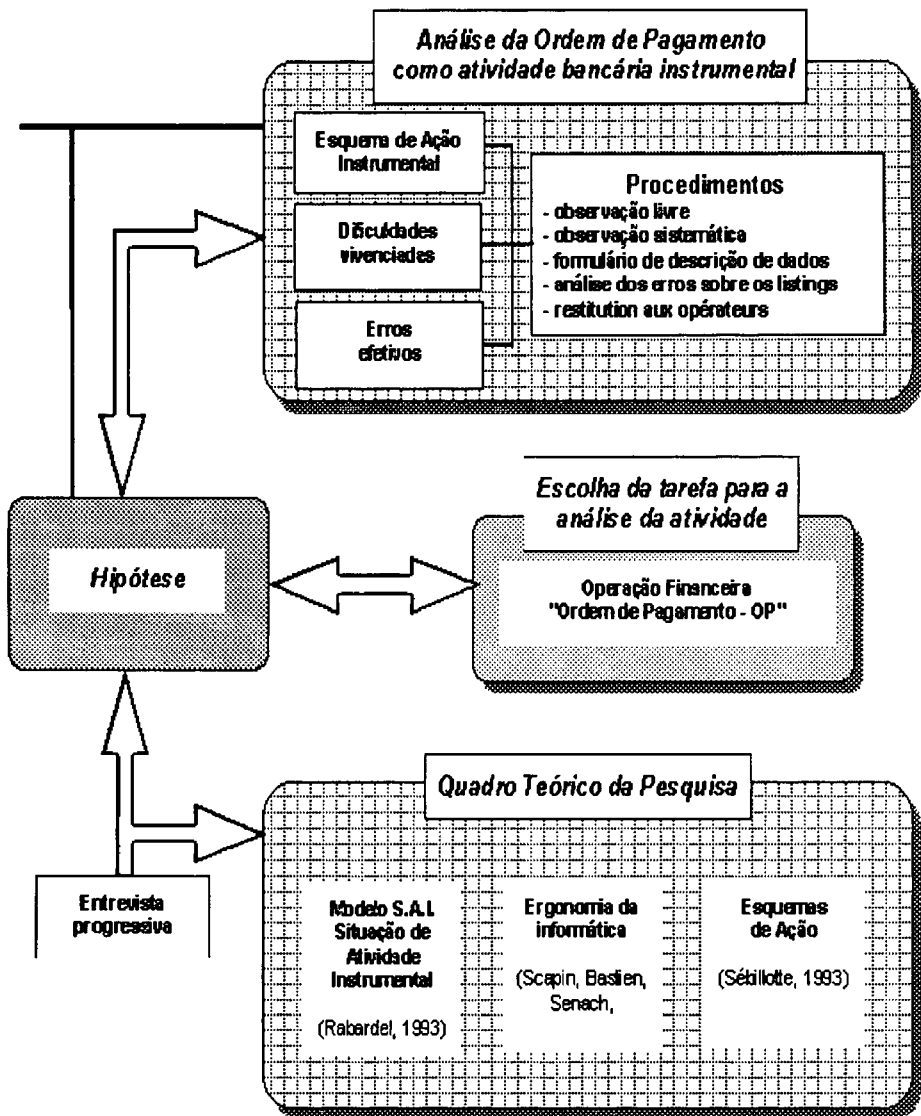 Análise da Ordem de Pagamento
como atividade bancária instrumental
Esquema de Ação
Instrumental
Dificuldades
vivenciadas
Erros
efetivos
Procedimentos
- observação livre
- observação sistemática
- formulário de descrição de dados
- análise dos erros sobre os listings
- restitution aux opérateurs
Hipótese
Escolha da tarefa para a
análise da atividade
Operação Financeira
"Ordem de Pagamento - OP"
Quadro Teórico da Pesquisa
Entrevista
progressiva
Modelo S.A.I.
Situação de
Atividade
Instrumental
(Rabardel, 1993)
Ergonomia da
informática
(Scapin, Bastien,
Senach,
Esquemas
de Ação
(Sébillotte, 1993)